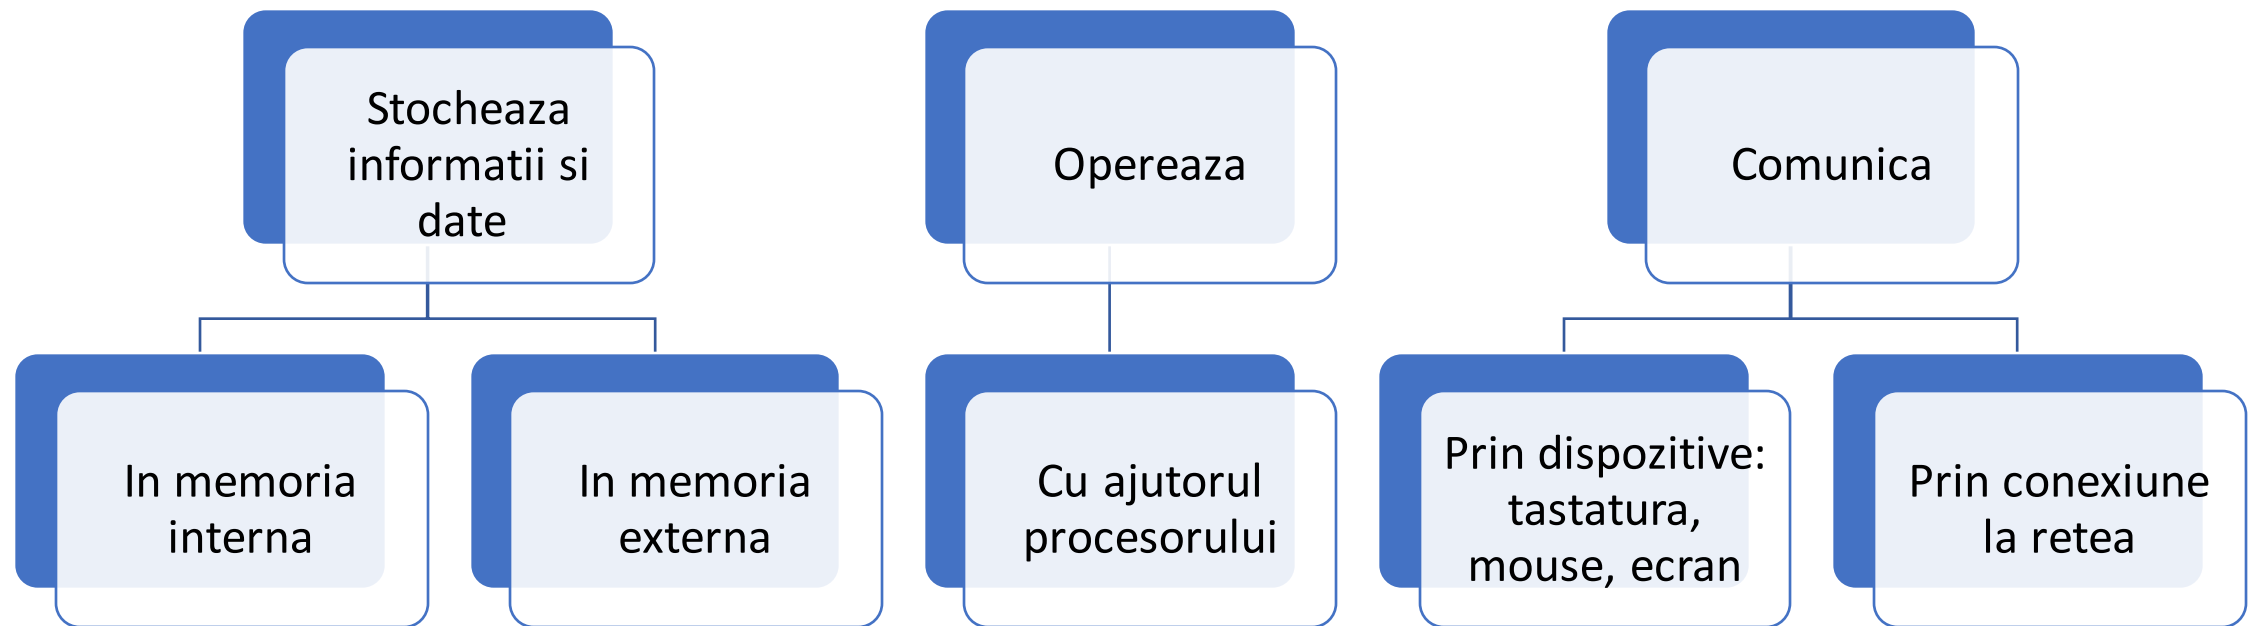 Stocheaza
informatii si
date
Opereaza
Comunica
In memoria
interna
In memoria
externa
Cu ajutorul
procesorului
Prin dispozitive:
tastatura,
mouse, ecran
Prin conexiune
la retea